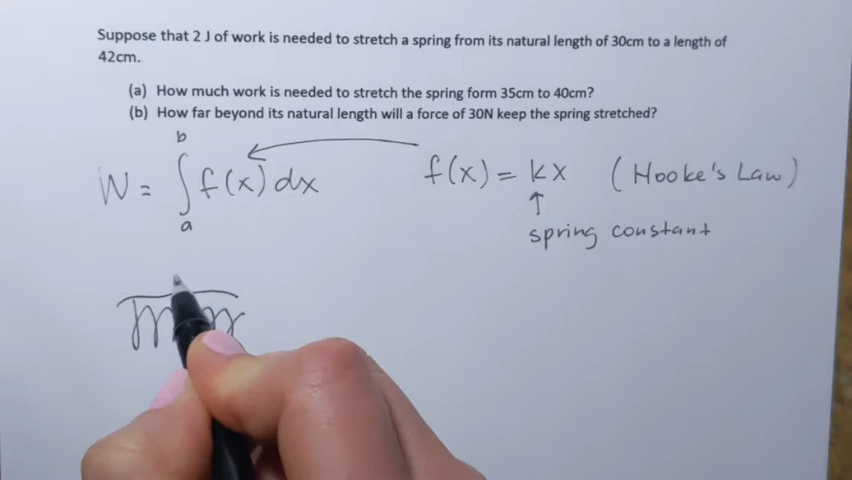 Suppose that 2 J of work is needed to stretch a spring from its natural length of 30cm to a length of
42cm.
(a) How much work is needed to stretch the spring form 35cm to 40cm?
(b) How far beyond its natural length will a force of 30N keep the spring stretched?
W = ∫_a^b f(x) dx
f(x) = kx (Hooke's Law)
↑
spring constant